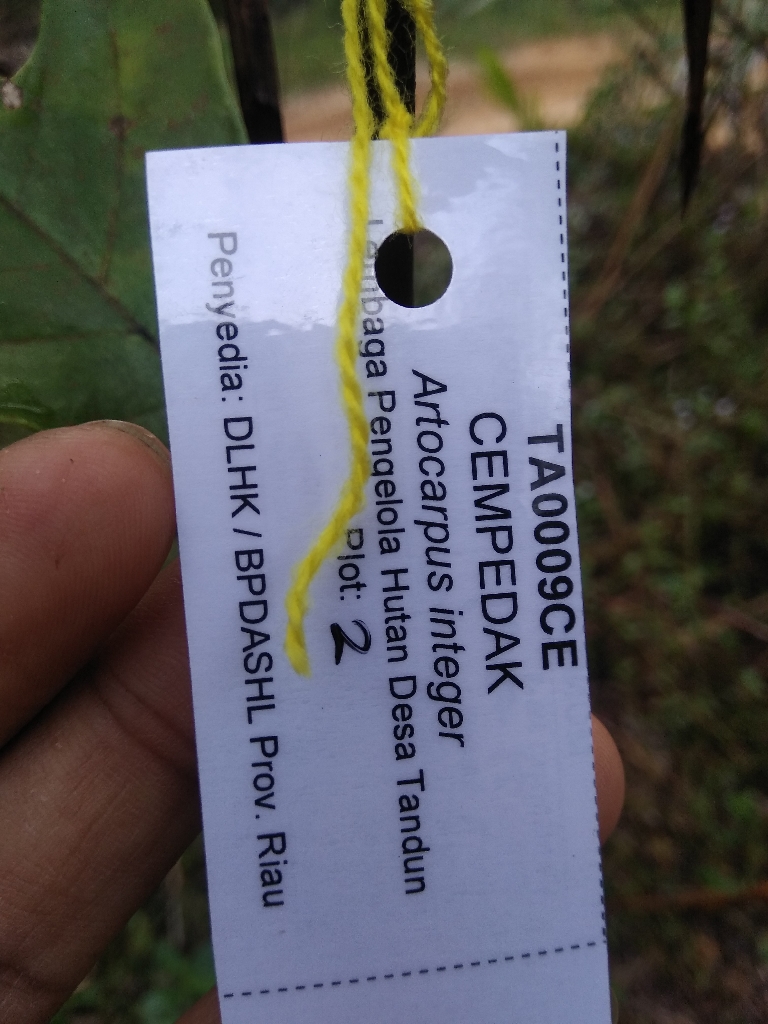 TA0009CE
CEMPEDAK
Artocarpus integer
Lembaga Pengelola Hutan Desa Tandun
Plot: 2
Penyedia: DLHK / BPDASHL Prov. Riau